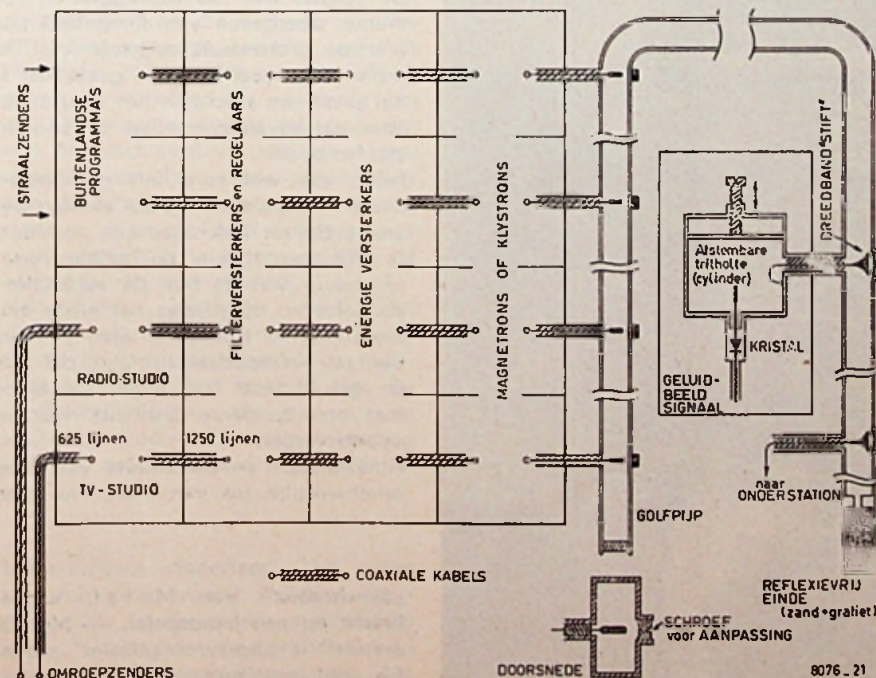 STRAALZENDERS
BUITENLANDSE
PROGRAMMA'S
FILTERVERSTERKERS en REGELAARS
ENERGIE VERSTERKERS
MAGNETRONS OF KLYSTRONS
RADIO-STUDIO
625 lijnen
1250 lijnen
TV-STUDIO
COAXIALE KABELS
OMROEPZENDERS
GOLFPIJP
BREEDBAND "STIFT"
Afstembare
trilholte
(cylinder)
KRISTAL
GELUID-
BEELD
SIGNAAL
naar
ONDERSTATION
REFLEXIEVRIJ
EINDE
(zand+grafiet)
SCHROEF
voor AANPASSING
DOORSNEDE
8076_21